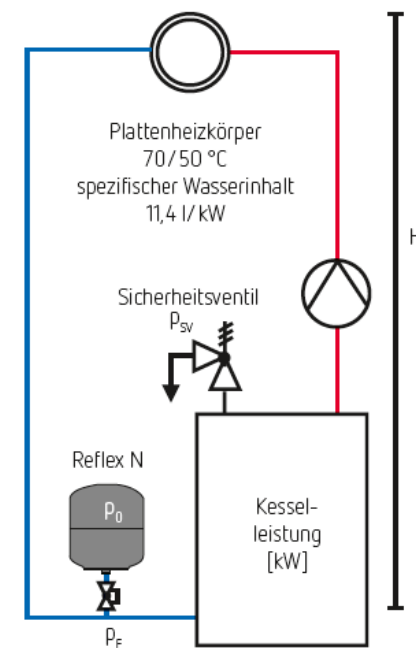 Plattenheizkörper
70/50 °C
spezifischer Wasserinhalt
11,4 l/kW
H
Sicherheitsventil
pSV
Reflex N
p0
Kessel-
leistung
[kW]
pF